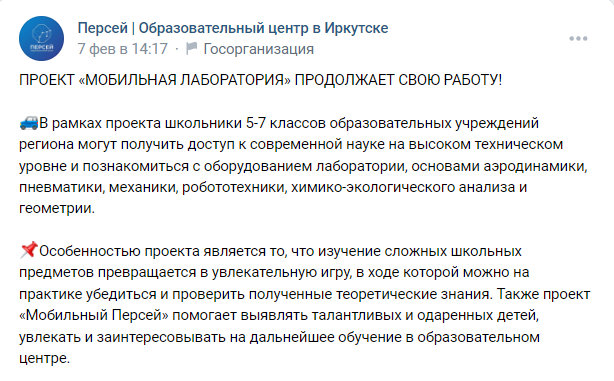 ПЕРСЕЙ
Персей | Образовательный центр в Иркутске
7 фев в 14:17 · Госорганизация
ПРОЕКТ «МОБИЛЬНАЯ ЛАБОРАТОРИЯ» ПРОДОЛЖАЕТ СВОЮ РАБОТУ!
🚙В рамках проекта школьники 5-7 классов образовательных учреждений
региона могут получить доступ к современной науке на высоком техническом
уровне и познакомиться с оборудованием лаборатории, основами аэродинамики,
пневматики, механики, робототехники, химико-экологического анализа и
геометрии.
📌Особенностью проекта является то, что изучение сложных школьных
предметов превращается в увлекательную игру, в ходе которой можно на
практике убедиться и проверить полученные теоретические знания. Также проект
«Мобильный Персей» помогает выявлять талантливых и одаренных детей,
увлекать и заинтересовывать на дальнейшее обучение в образовательном
центре.